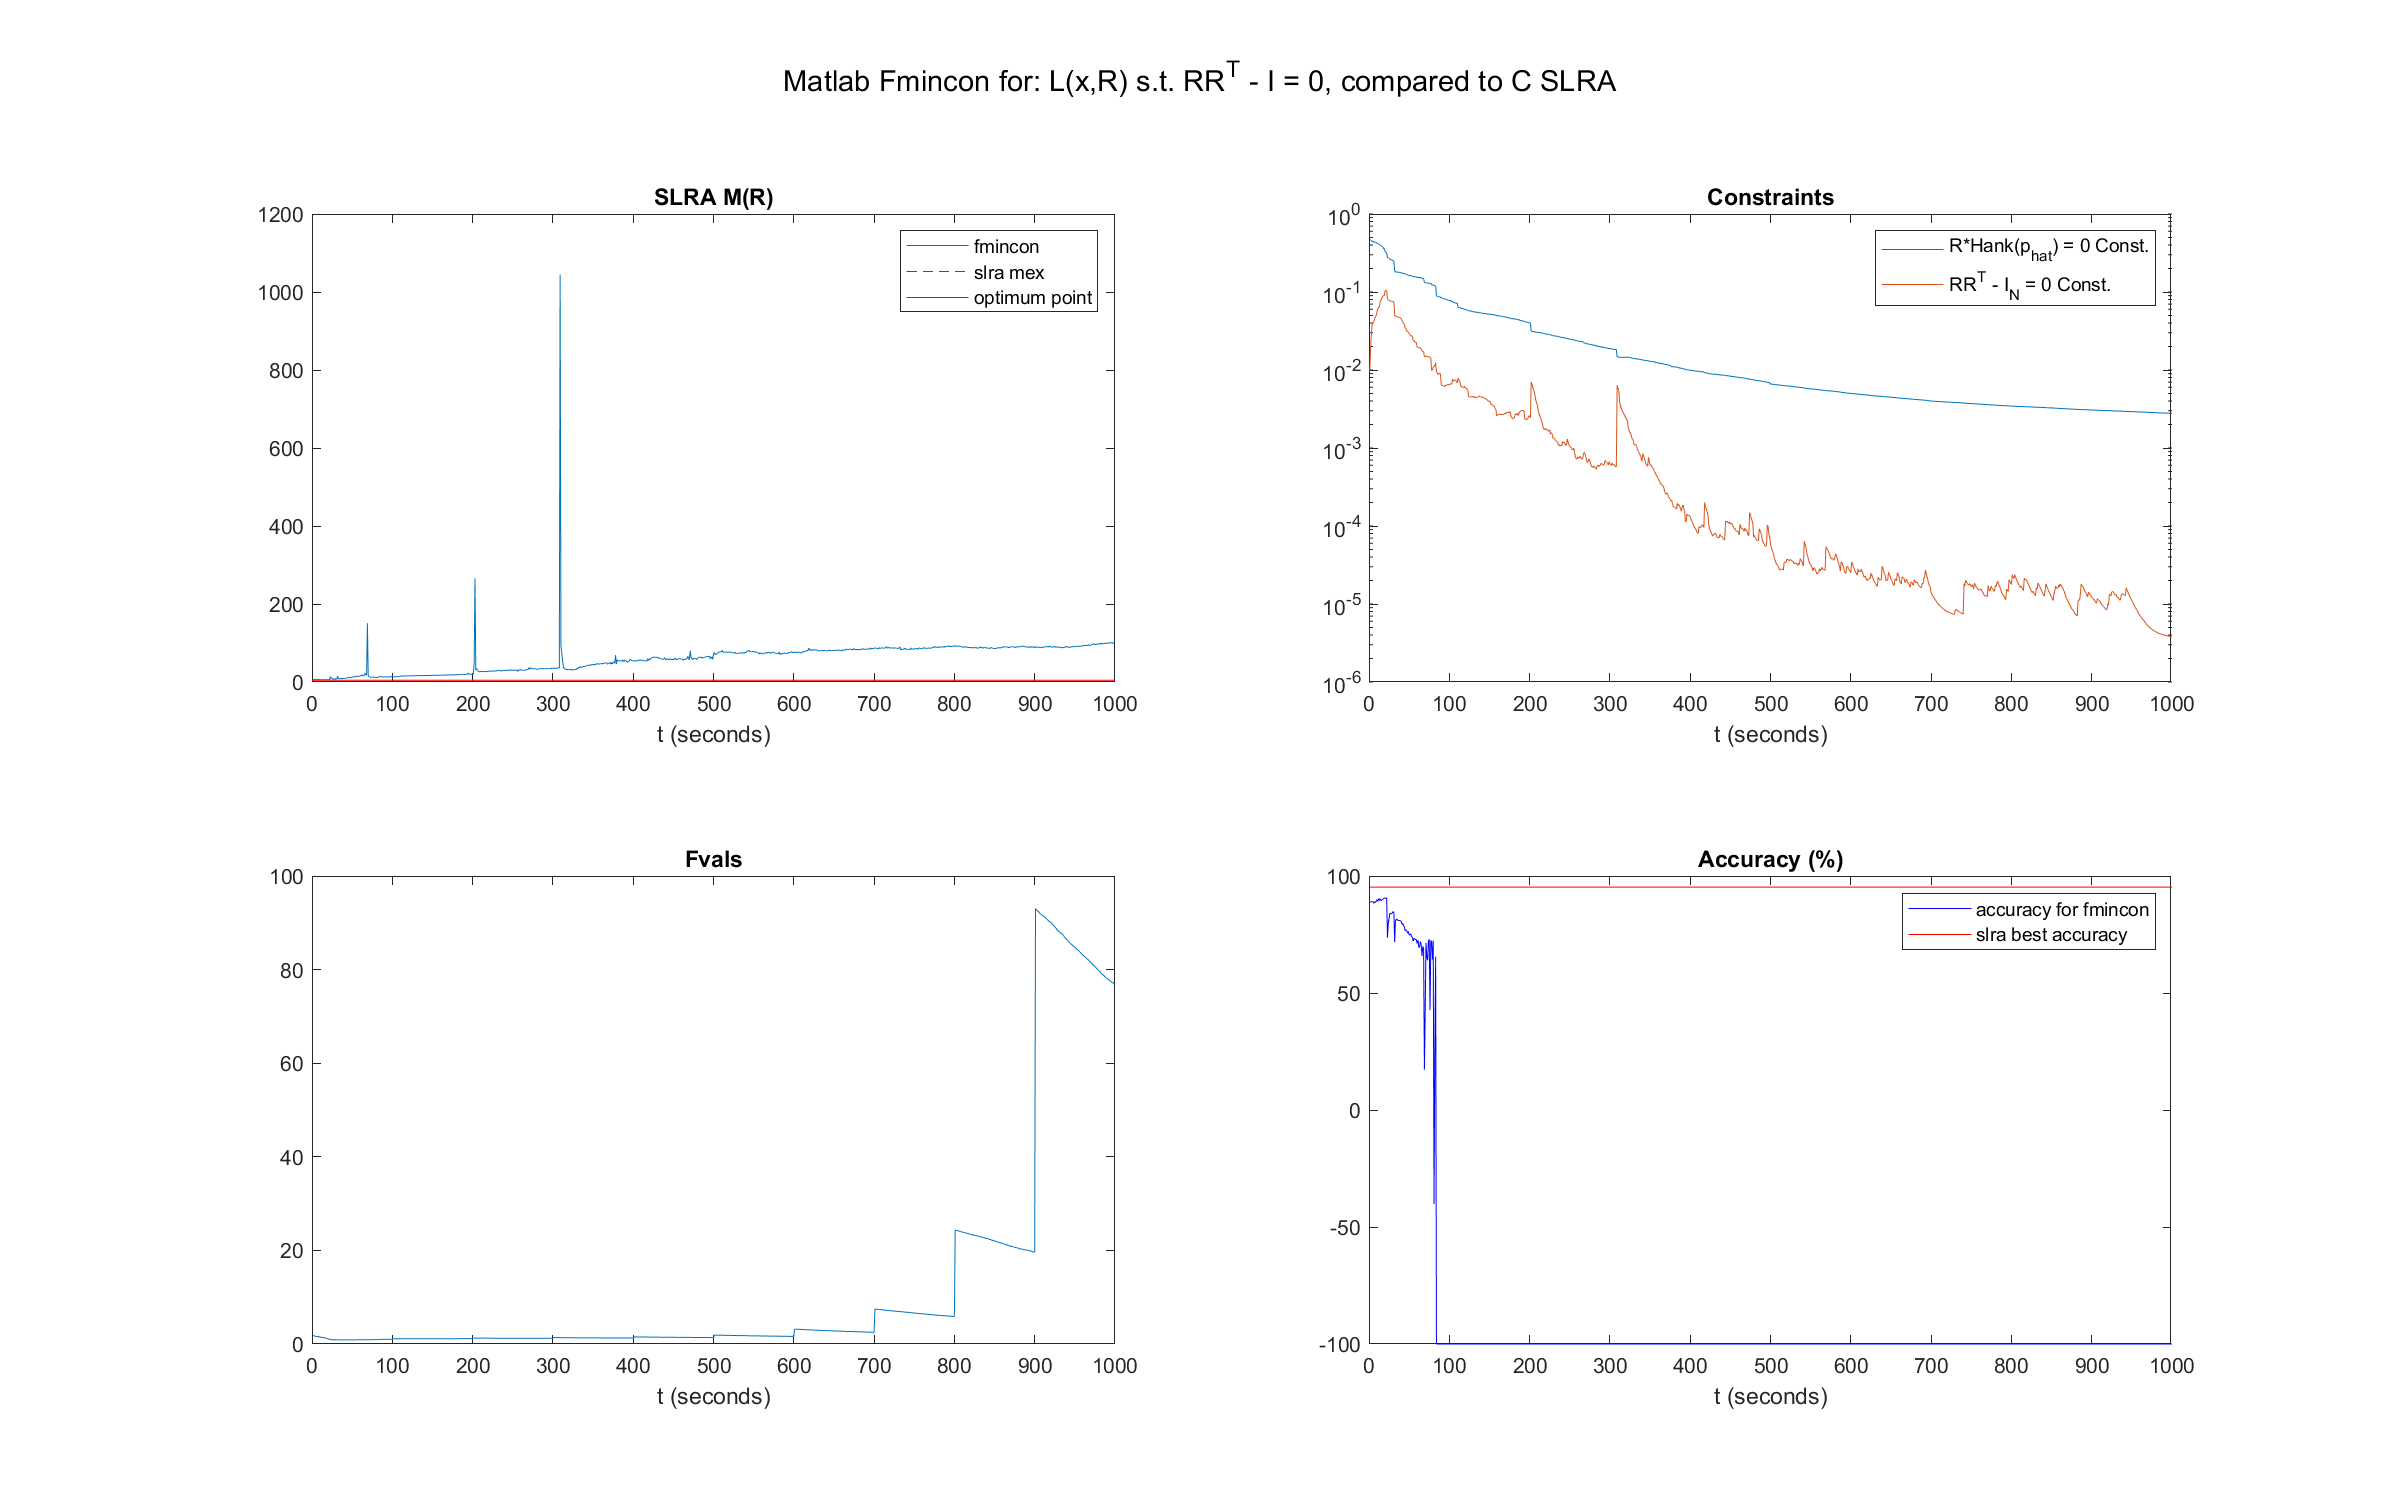 Matlab Fmincon for: L(x,R) s.t. RR^T - I = 0, compared to C SLRA
SLRA M(R)
1200
1000
800
600
400
200
0
fmincon
slra mex
optimum point
0 100 200 300 400 500 600 700 800 900 1000
t (seconds)
Constraints
10^0
10^-1
10^-2
10^-3
10^-4
10^-5
10^-6
R*Hank(p_hat) = 0 Const.
RR^T - I_N = 0 Const.
0 100 200 300 400 500 600 700 800 900 1000
t (seconds)
Fvals
100
80
60
40
20
0
0 100 200 300 400 500 600 700 800 900 1000
t (seconds)
Accuracy (%)
100
50
0
-50
-100
accuracy for fmincon
slra best accuracy
0 100 200 300 400 500 600 700 800 900 1000
t (seconds)